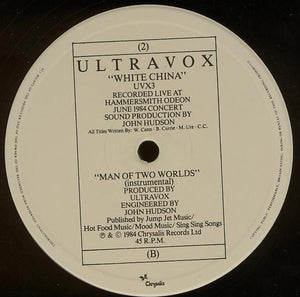 (2)
ULTRAVOX
"WHITE CHINA"
UVX3
RECORDED LIVE AT
HAMMERSMITH ODEON
JUNE 1984 CONCERT
SOUND PRODUCTION BY
JOHN HUDSON
All Titles Written By: W. Cann · B. Currie · M. Ure · C.C.
"MAN OF TWO WORLDS"
(instrumental)
PRODUCED BY
ULTRAVOX
ENGINEERED BY
JOHN HUDSON
Published by Jump Jet Music/
Hot Food Music/Mood Music/Sing Sing Songs
℗ © 1984 Chrysalis Records Ltd
45 R.P.M.
(B)
Chrysalis